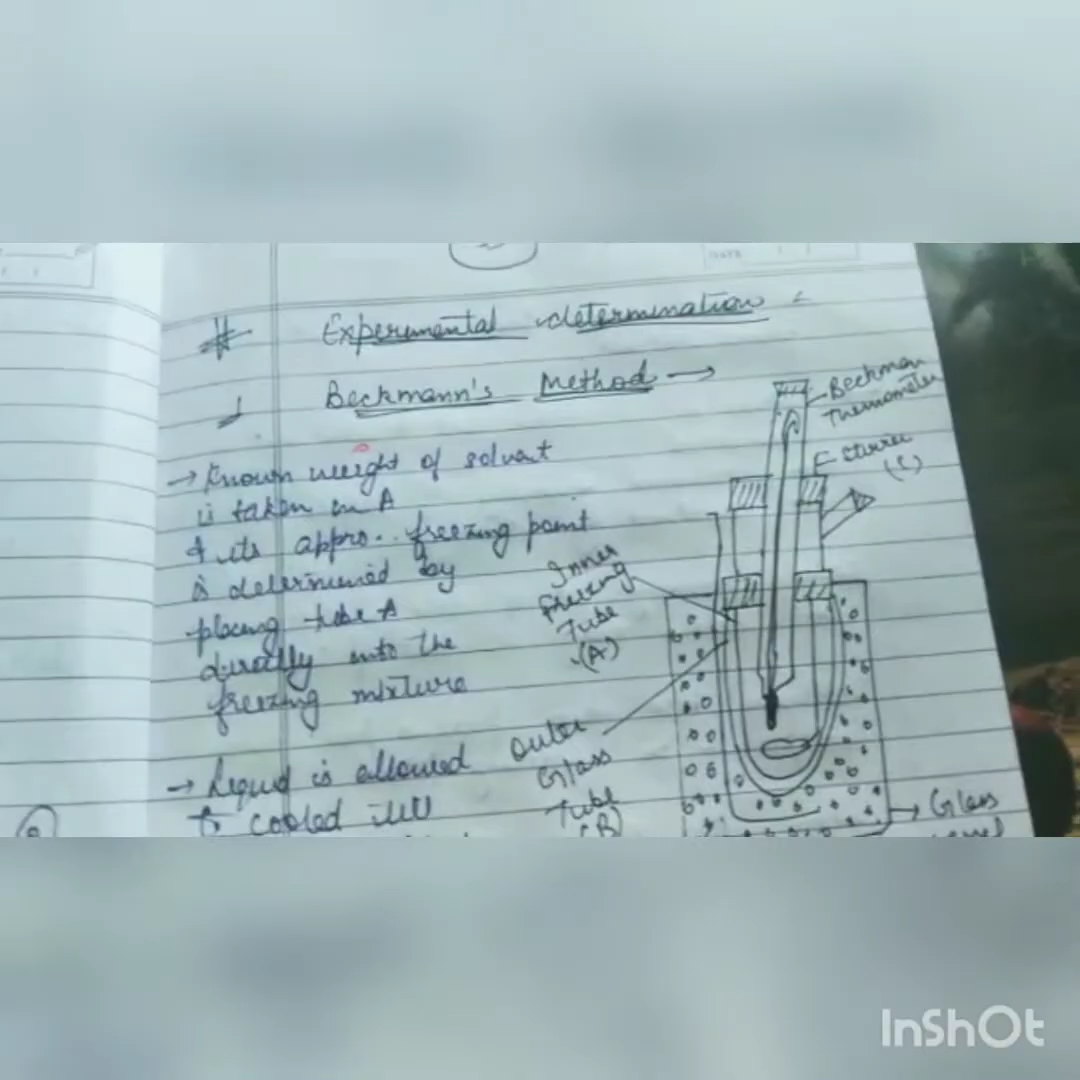 # Experimental determination
Beckmann's Method →
→ Known weight of solvent
is taken in A
& its appro.. freezing point
is determined by
placing tube A
directly into the
freezing mixture
→ Liquid is allowed
to cooled till
Beckman
Thermometer
Stirrer
(C)
Inner
freezing
Tube
(A)
Outer
Glass
Tube
(B)
→ Glass
DATE
InShOt